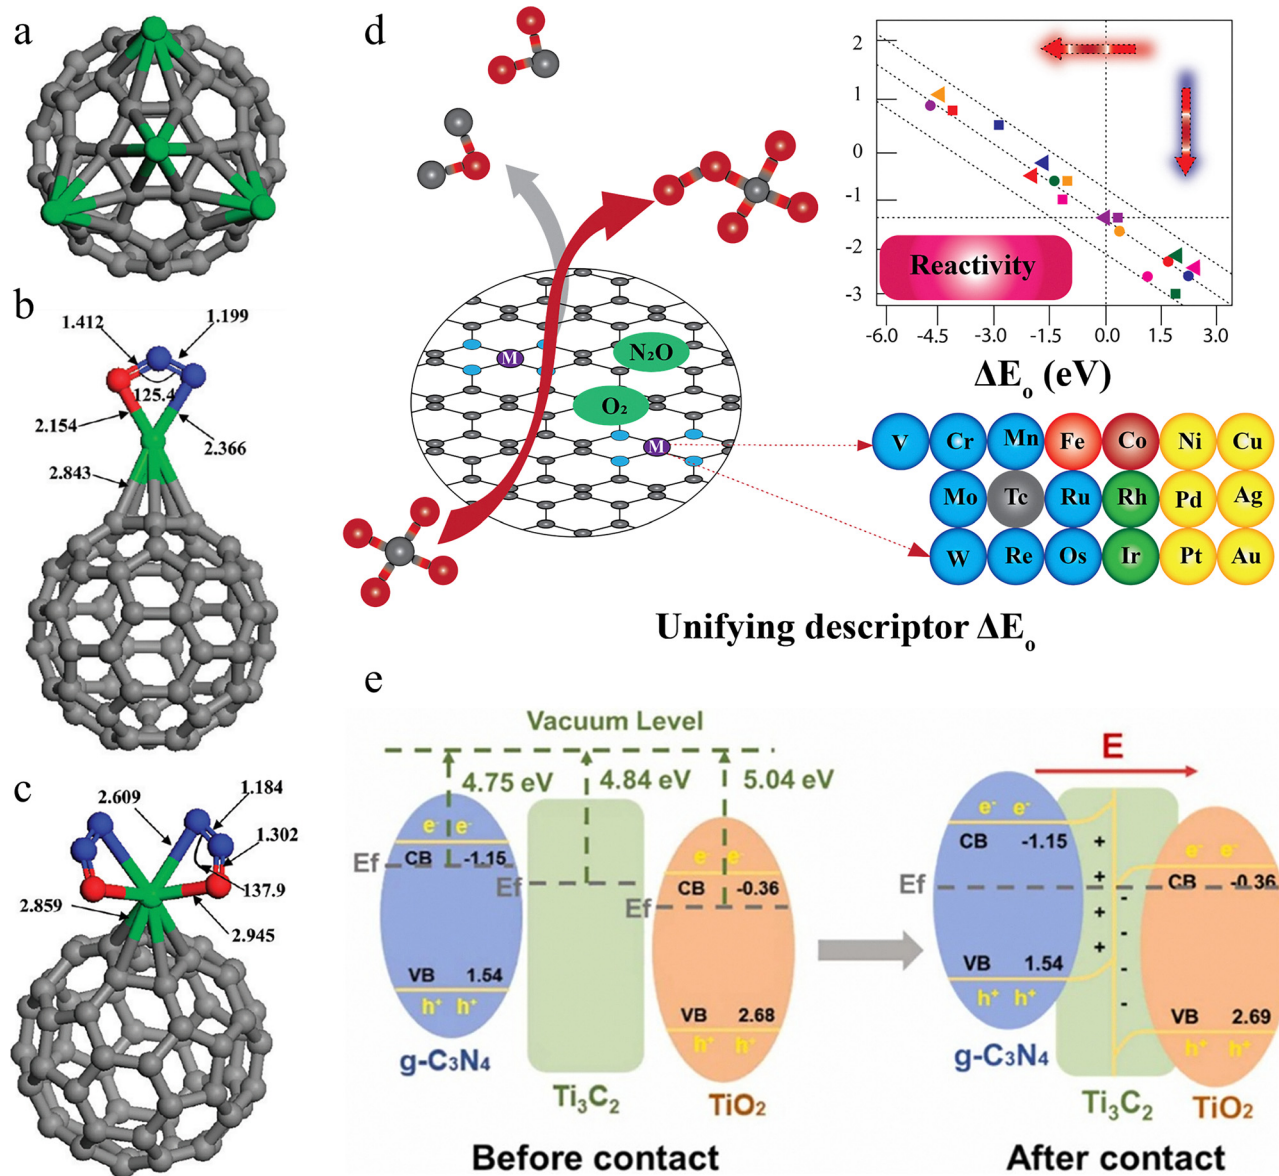 a
b
1.412
1.199
125.4
2.154
2.366
2.843
c
2.609
1.184
1.302
137.9
2.859
2.945
d
M
N₂O
O₂
M
2
1
0
-1
-2
-3
Reactivity
-6.0 -4.5 -3.0 -1.5 0.0 1.5 3.0
ΔEₒ (eV)
V Cr Mn Fe Co Ni Cu
Mo Tc Ru Rh Pd Ag
W Re Os Ir Pt Au
Unifying descriptor ΔEₒ
e
Vacuum Level
4.75 eV
4.84 eV
5.04 eV
e⁻ e⁻
Ef
CB -1.15
VB 1.54
h⁺ h⁺
g-C₃N₄
Ef
Ti₃C₂
e⁻ e⁻
CB -0.36
Ef
VB 2.68
h⁺ h⁺
TiO₂
Before contact
E
e⁻ e⁻
CB -1.15
Ef
VB 1.54
h⁺ h⁺
g-C₃N₄
+
+
+
+
-
-
-
-
Ti₃C₂
e⁻ e⁻
CB -0.36
VB 2.69
h⁺ h⁺
TiO₂
After contact